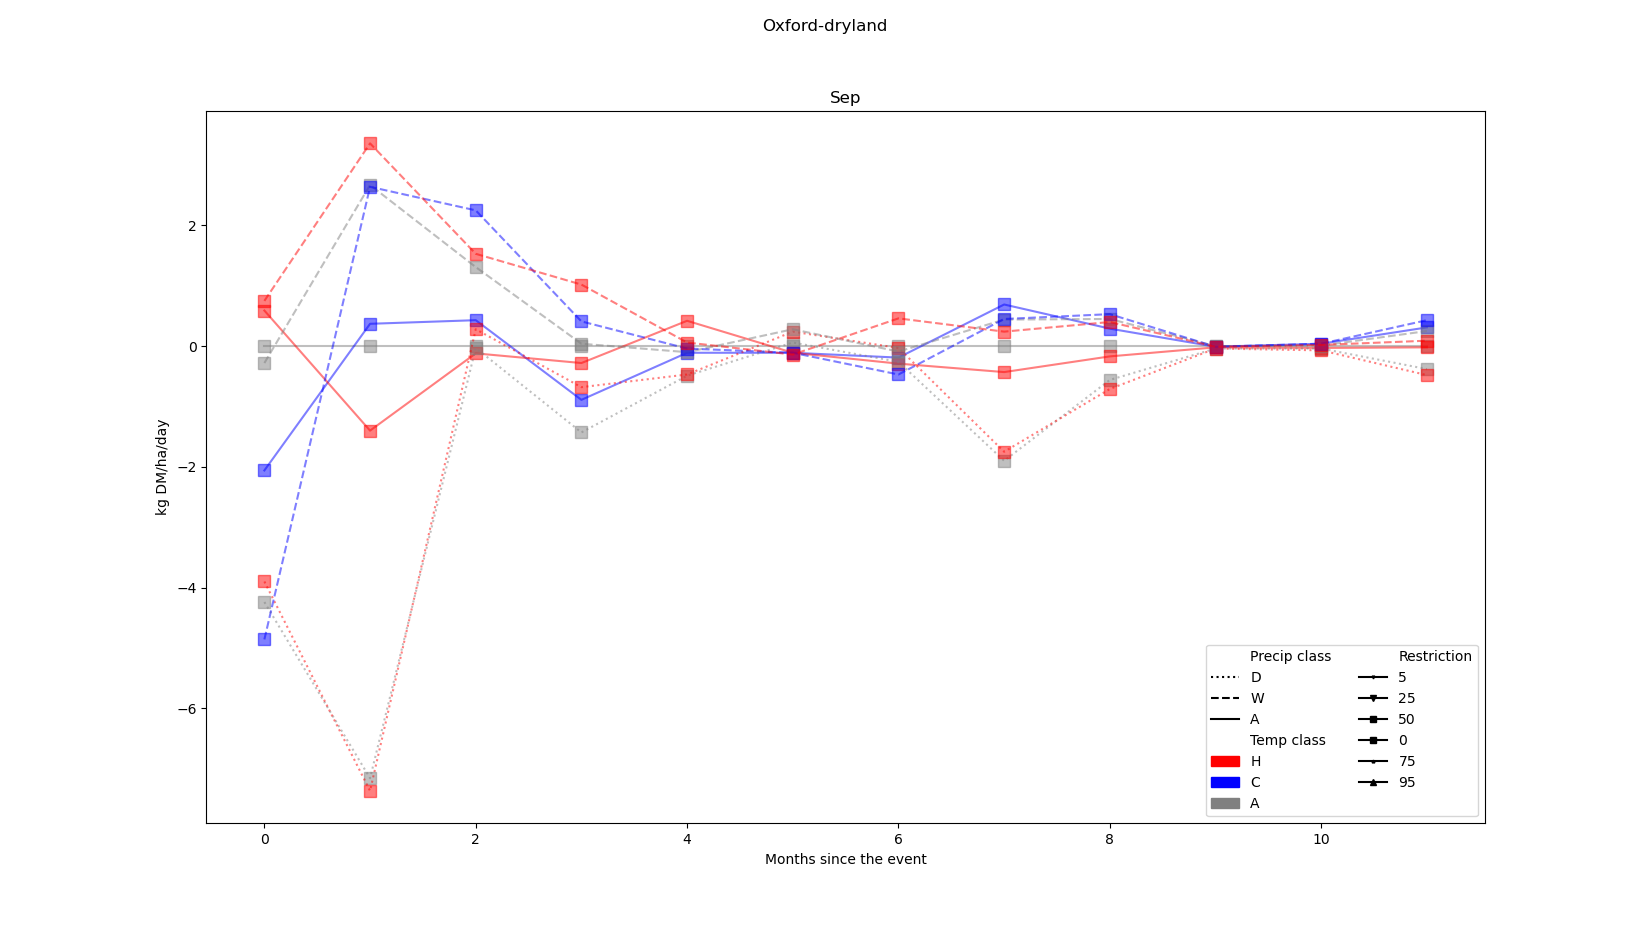 Oxford-dryland
Sep
kg DM/ha/day
2
0
−2
−4
−6
0
2
4
6
8
10
Months since the event
Precip class
D
W
A
Temp class
H
C
A
Restriction
5
25
50
0
75
95